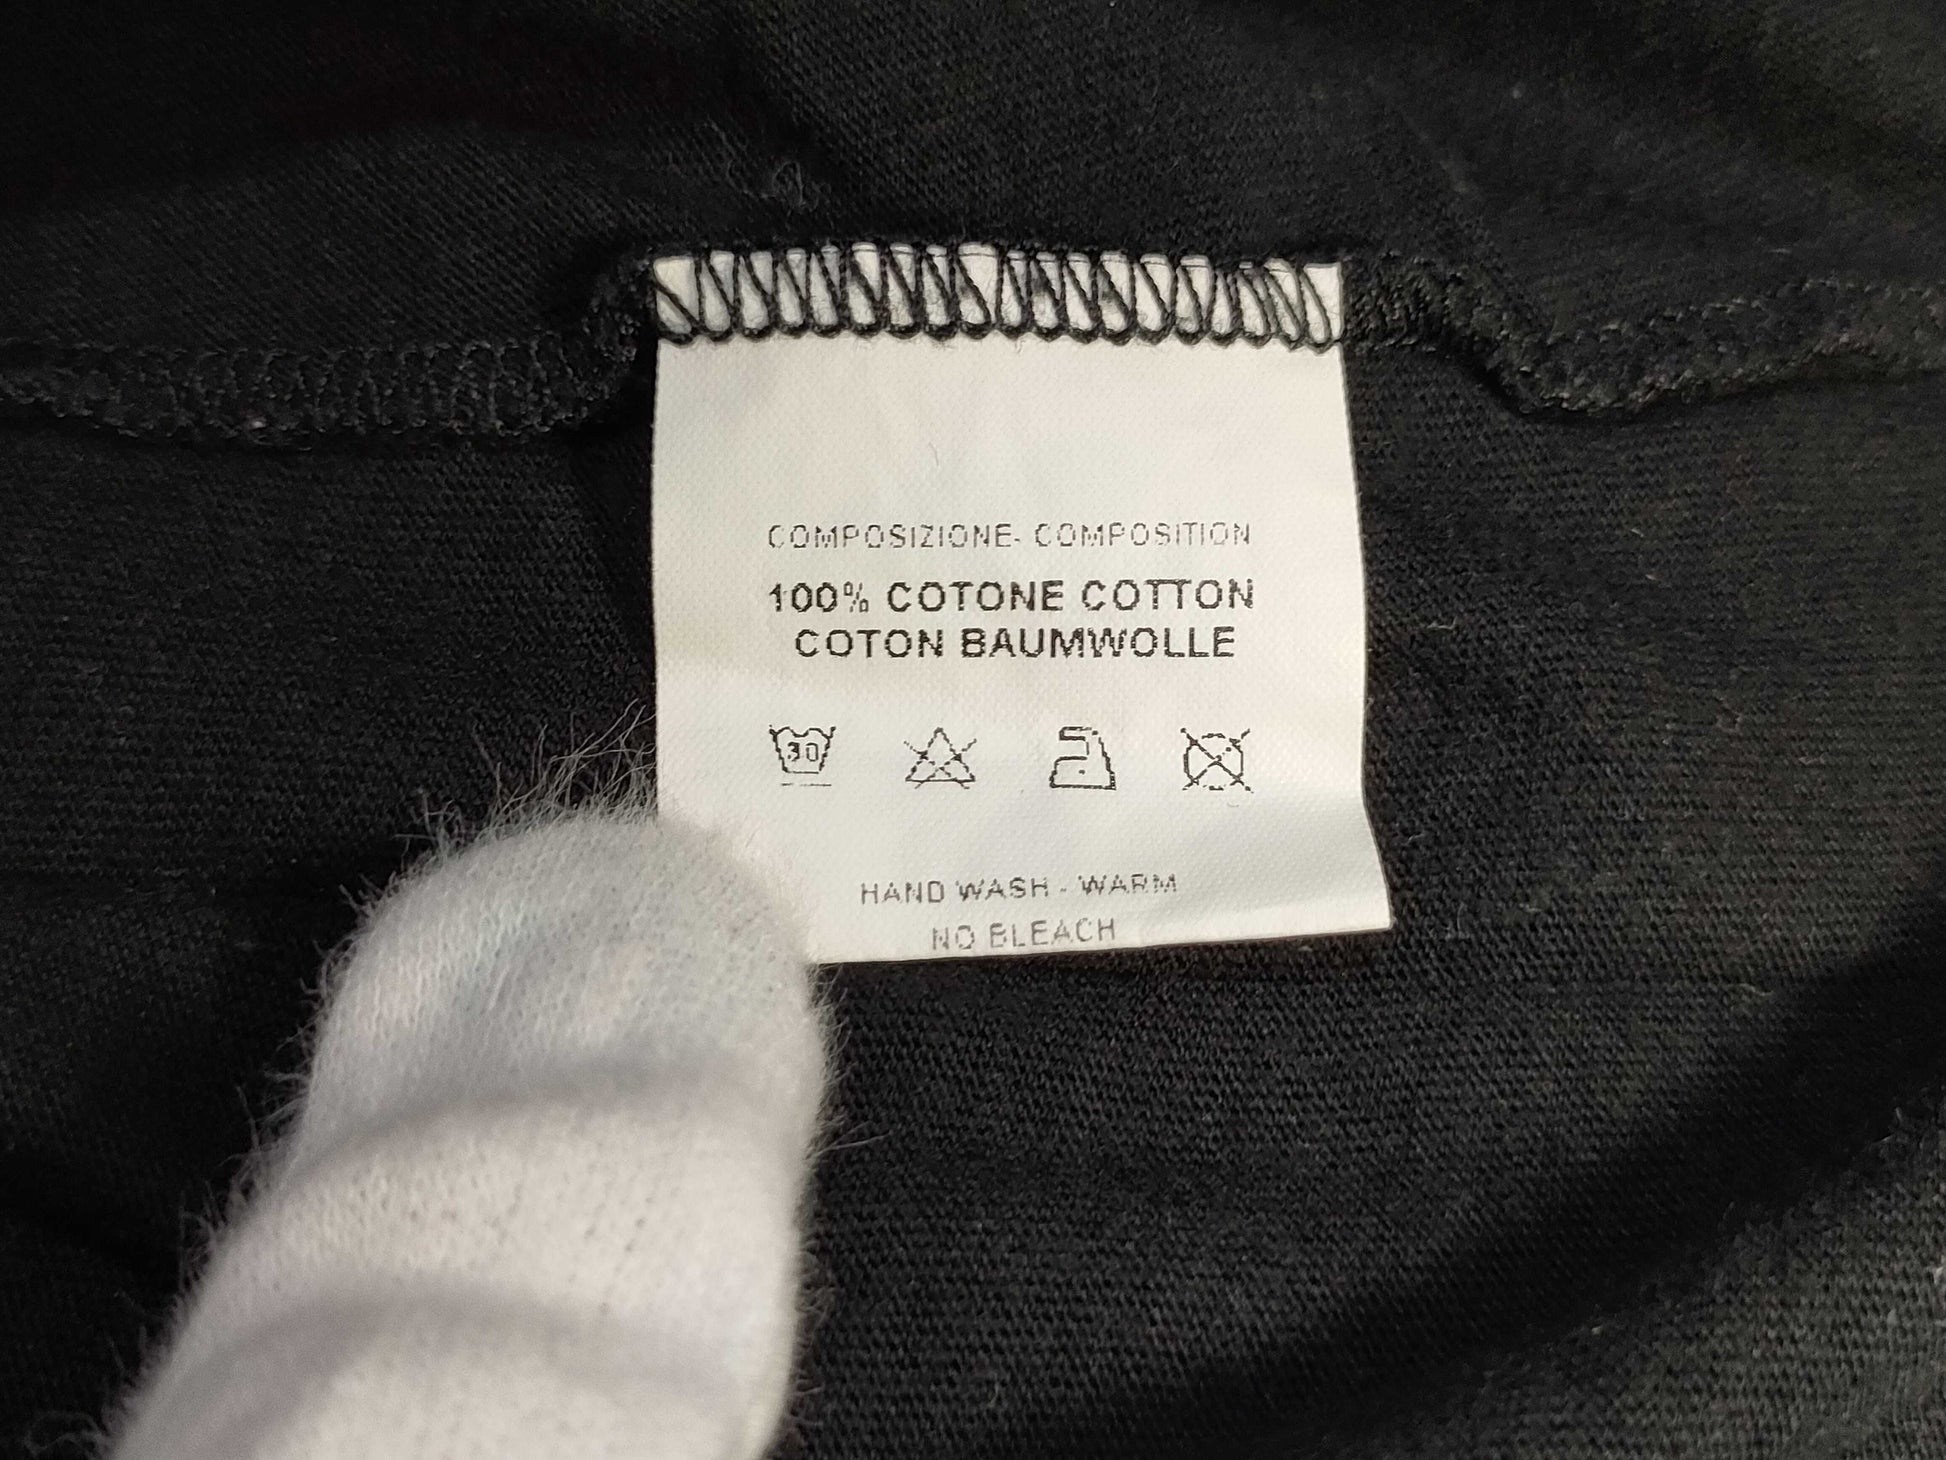 COMPOSIZIONE- COMPOSITION
100% COTONE COTTON
COTON BAUMWOLLE
30
HAND WASH - WARM
NO BLEACH